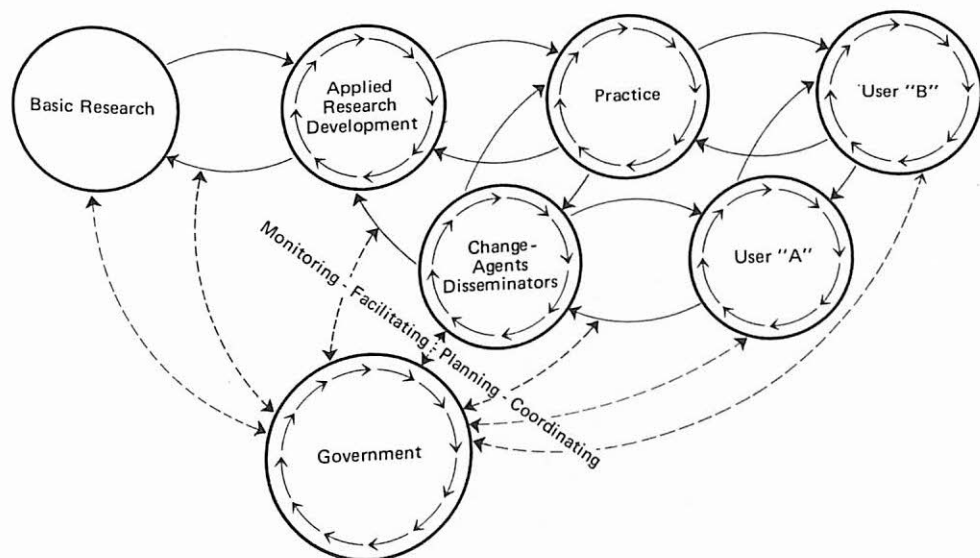 Basic Research
Applied
Research
Development
Practice
User "B"
Change-
Agents
Disseminators
User "A"
Monitoring - Facilitating - Planning - Coordinating
Government